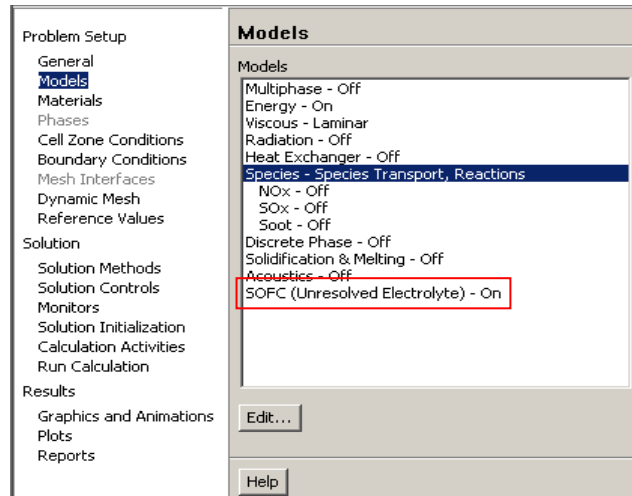 Problem Setup
General
Models
Materials
Phases
Cell Zone Conditions
Boundary Conditions
Mesh Interfaces
Dynamic Mesh
Reference Values
Solution
Solution Methods
Solution Controls
Monitors
Solution Initialization
Calculation Activities
Run Calculation
Results
Graphics and Animations
Plots
Reports
Models
Models
Multiphase - Off
Energy - On
Viscous - Laminar
Radiation - Off
Heat Exchanger - Off
Species - Species Transport, Reactions
NOx - Off
SOx - Off
Soot - Off
Discrete Phase - Off
Solidification & Melting - Off
Acoustics - Off
SOFC (Unresolved Electrolyte) - On
Edit...
Help